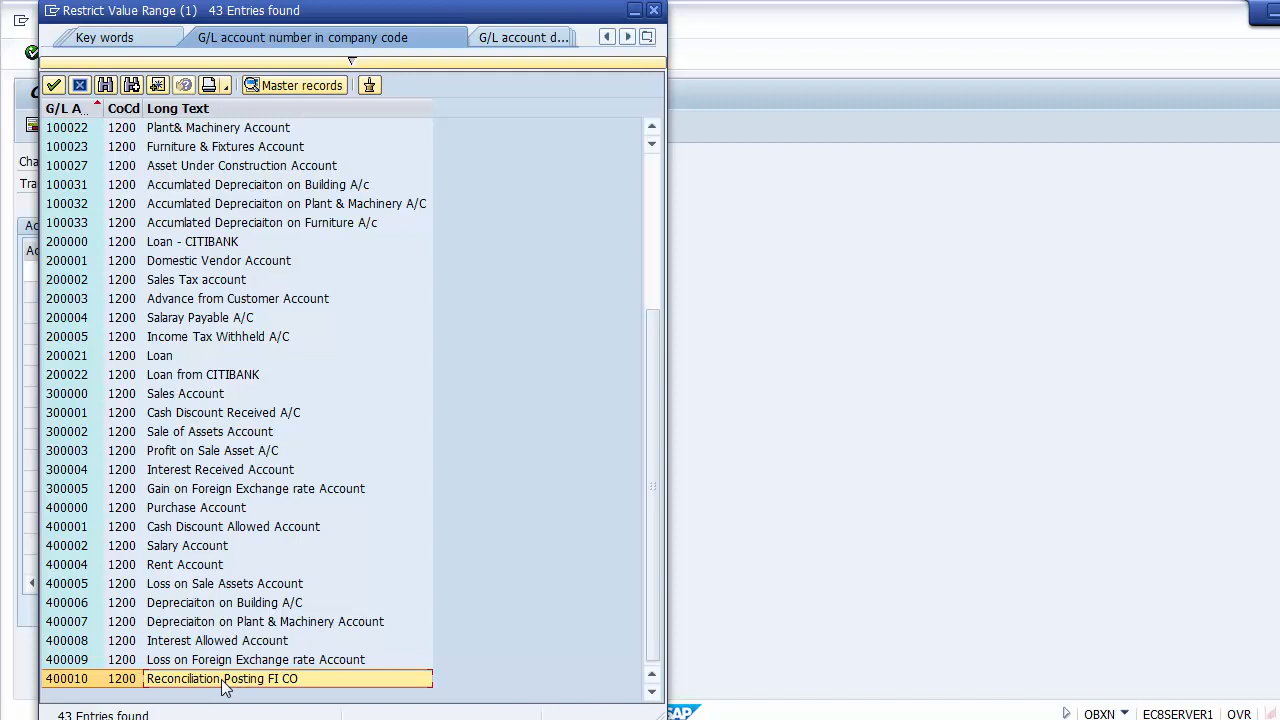 Restrict Value Range (1) 43 Entries found
Key words G/L account number in company code G/L account d...
Master records
G/L A.. CoCd Long Text
100022 1200 Plant& Machinery Account
100023 1200 Furniture & Fixtures Account
100027 1200 Asset Under Construction Account
100031 1200 Accumlated Depreciaiton on Building A/c
100032 1200 Accumlated Depreciaiton on Plant & Machinery A/C
100033 1200 Accumlated Depreciaiton on Furniture A/c
200000 1200 Loan - CITIBANK
200001 1200 Domestic Vendor Account
200002 1200 Sales Tax account
200003 1200 Advance from Customer Account
200004 1200 Salaray Payable A/C
200005 1200 Income Tax Withheld A/C
200021 1200 Loan
200022 1200 Loan from CITIBANK
300000 1200 Sales Account
300001 1200 Cash Discount Received A/C
300002 1200 Sale of Assets Account
300003 1200 Profit on Sale Asset A/C
300004 1200 Interest Received Account
300005 1200 Gain on Foreign Exchange rate Account
400000 1200 Purchase Account
400001 1200 Cash Discount Allowed Account
400002 1200 Salary Account
400004 1200 Rent Account
400005 1200 Loss on Sale Assets Account
400006 1200 Depreciaiton on Building A/C
400007 1200 Depreciaiton on Plant & Machinery Account
400008 1200 Interest Allowed Account
400009 1200 Loss on Foreign Exchange rate Account
400010 1200 Reconciliation Posting FI CO
43 Entries found
Cha
Tra
Ac
Ac
SAP
OBXN ECC6SERVER1 OVR